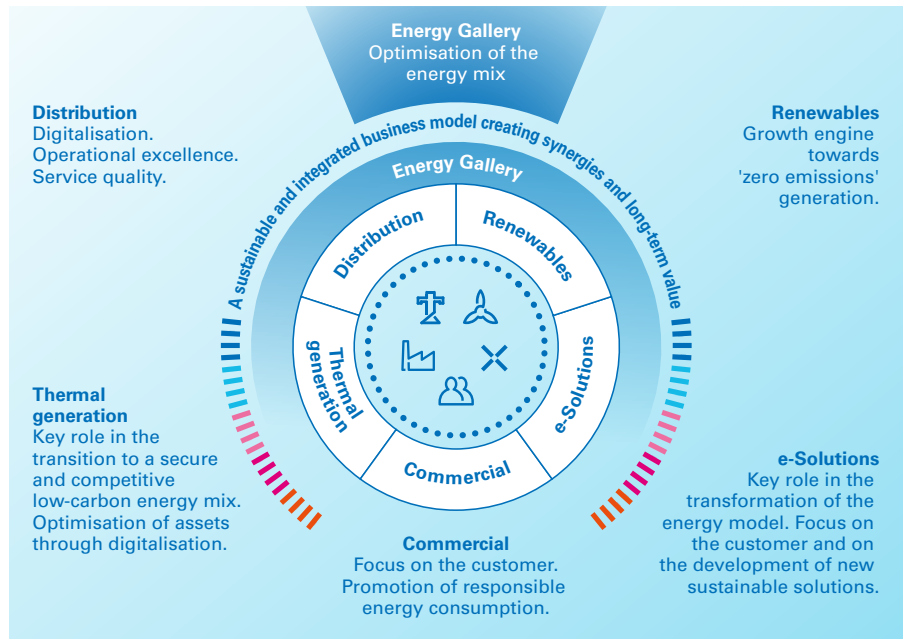 Energy Gallery
Optimisation of the
energy mix
Distribution
Digitalisation.
Operational excellence.
Service quality.
Renewables
Growth engine
towards
'zero emissions'
generation.
A sustainable and integrated business model creating synergies and long-term value
Energy Gallery
Distribution
Renewables
Thermal
generation
e-Solutions
Commercial
Thermal
generation
Key role in the
transition to a secure
and competitive
low-carbon energy mix.
Optimisation of assets
through digitalisation.
Commercial
Focus on the customer.
Promotion of responsible
energy consumption.
e-Solutions
Key role in the
transformation of the
energy model. Focus on
the customer and on
the development of new
sustainable solutions.